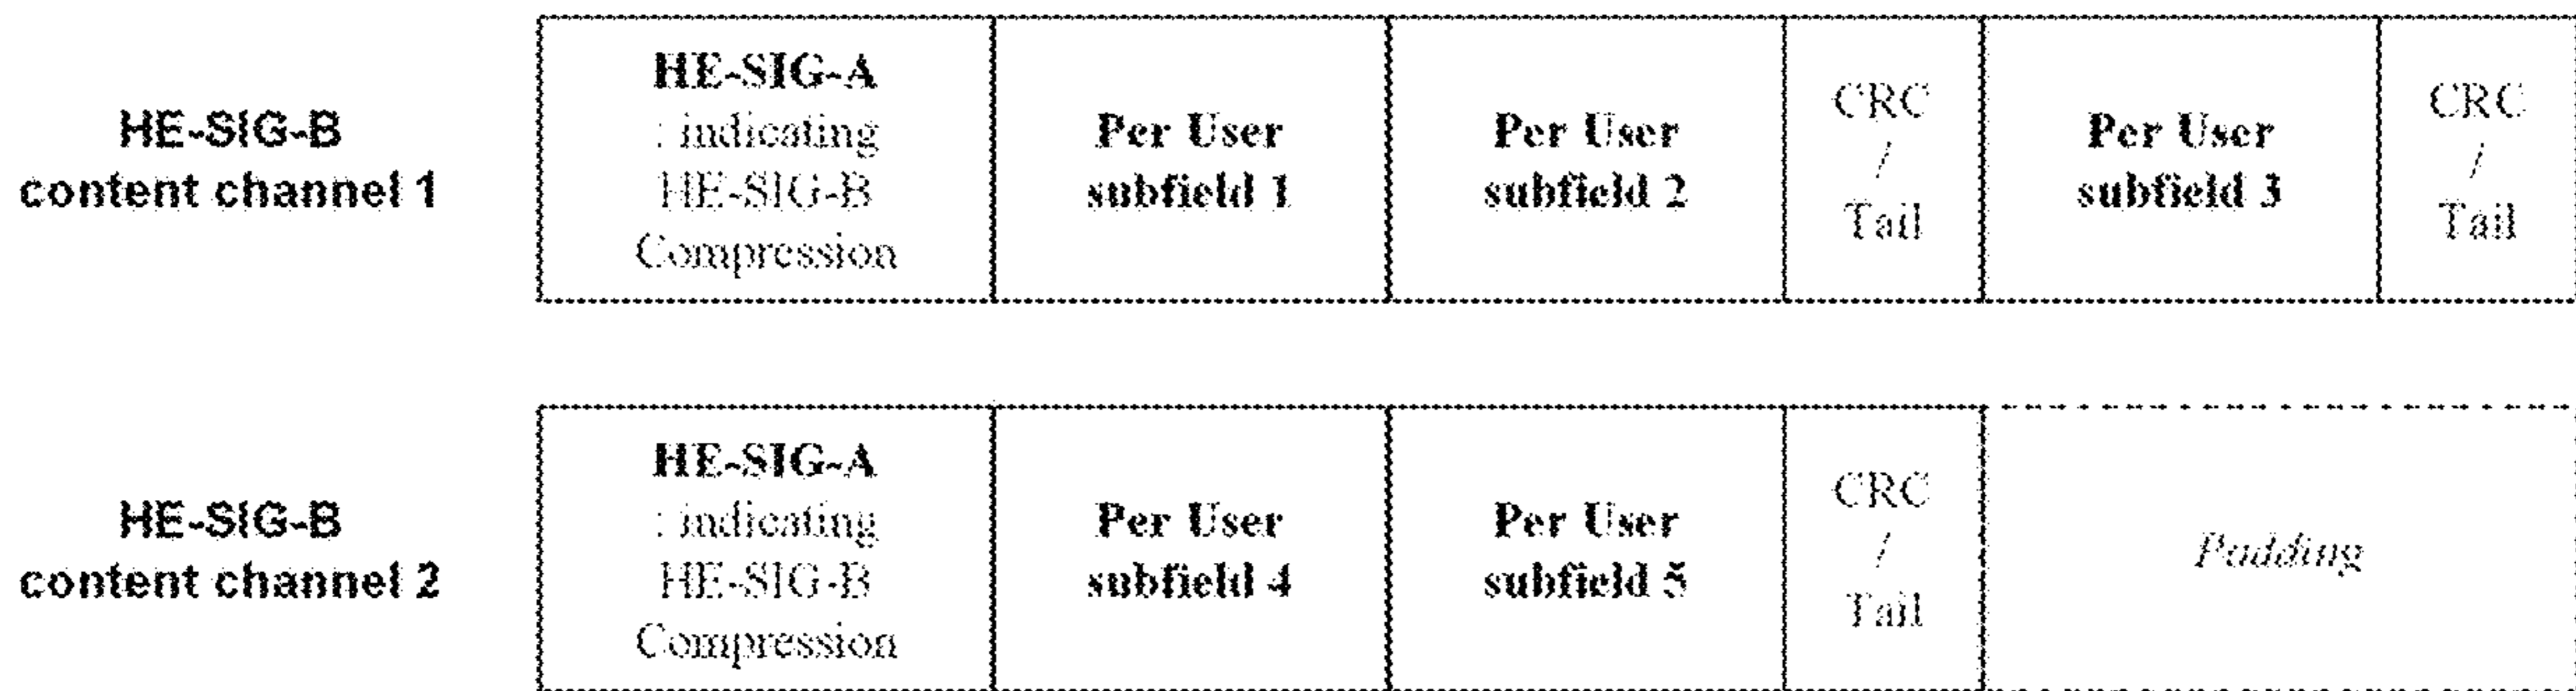 HE-SIG-B
content channel 1
HE-SIG-A
: indicating
HE-SIG-B
Compression
Per User
subfield 1
Per User
subfield 2
CRC
/
Tail
Per User
subfield 3
CRC
/
Tail
HE-SIG-B
content channel 2
HE-SIG-A
: indicating
HE-SIG-B
Compression
Per User
subfield 4
Per User
subfield 5
CRC
/
Tail
Padding